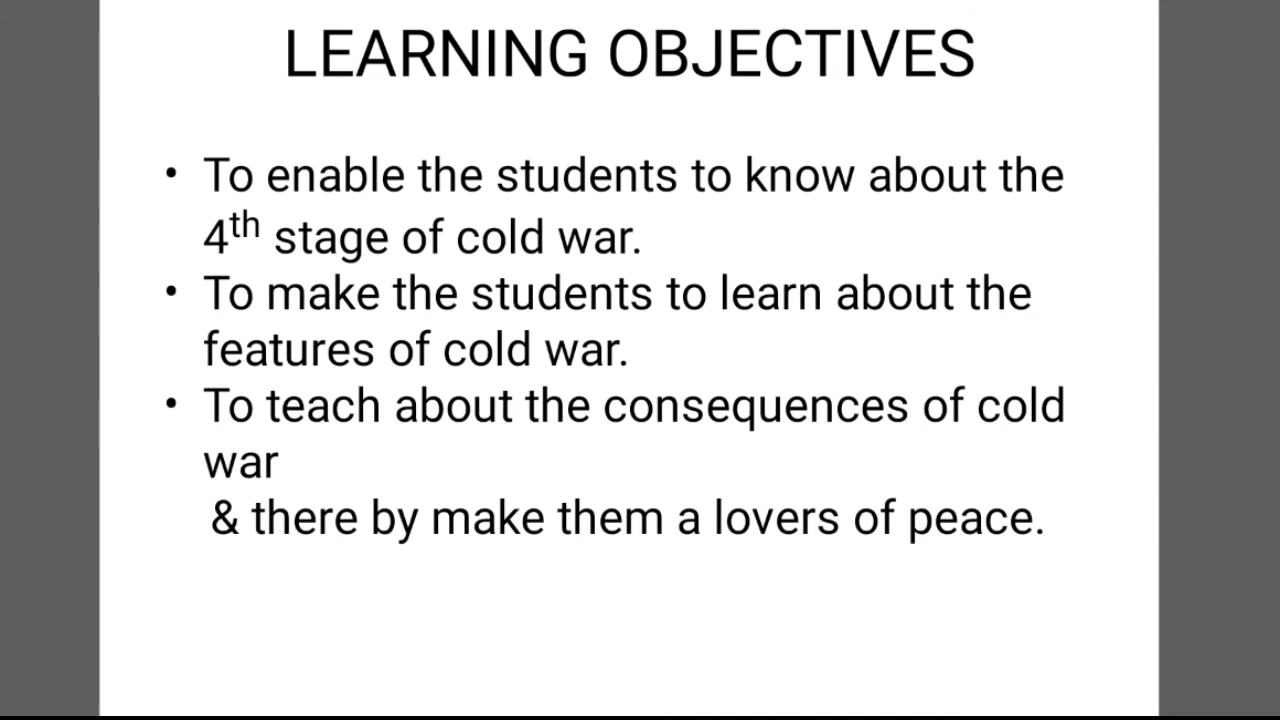 LEARNING OBJECTIVES
• To enable the students to know about the
4th stage of cold war.
• To make the students to learn about the
features of cold war.
• To teach about the consequences of cold
war
& there by make them a lovers of peace.